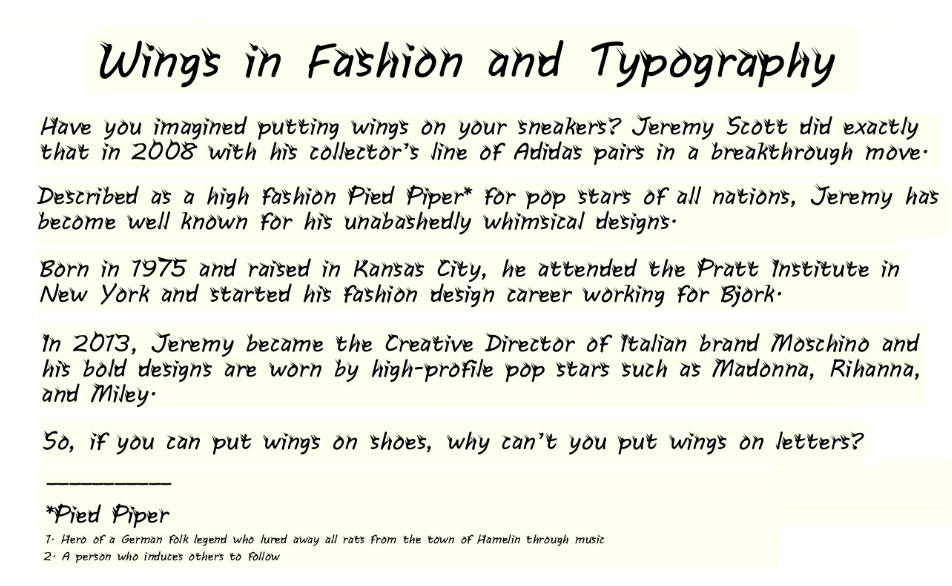 Wings in Fashion and Typography
Have you imagined putting wings on your sneakers? Jeremy Scott did exactly
that in 2008 with his collector's line of Adidas pairs in a breakthrough move.
Described as a high fashion Pied Piper* for pop stars of all nations, Jeremy has
become well known for his unabashedly whimsical designs.
Born in 1975 and raised in Kansas City, he attended the Pratt Institute in
New York and started his fashion design career working for Bjork.
In 2013, Jeremy became the Creative Director of Italian brand Moschino and
his bold designs are worn by high-profile pop stars such as Madonna, Rihanna,
and Miley.
So, if you can put wings on shoes, why can't you put wings on letters?
___________
*Pied Piper
1. Hero of a German folk legend who lured away all rats from the town of Hamelin through music
2. A person who induces others to follow